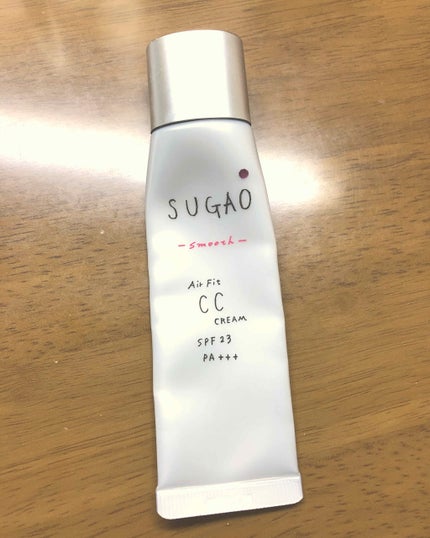 SUGAO
-smooth-
Air Fit
CC
CREAM
SPF 23
PA+++